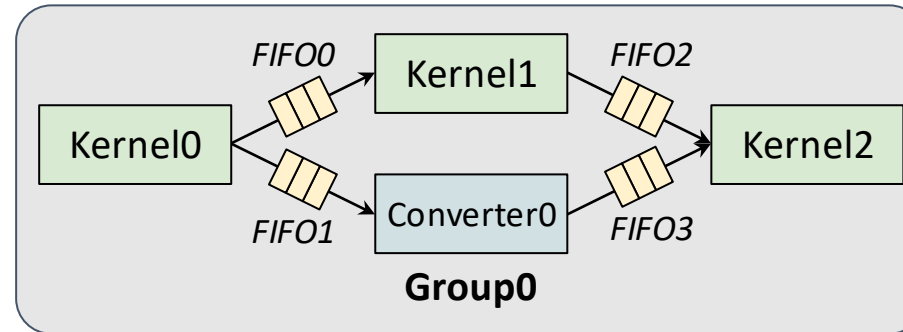 FIFO0
Kernel1
FIFO2
Kernel0
Kernel2
FIFO1
Converter0
FIFO3
Group0